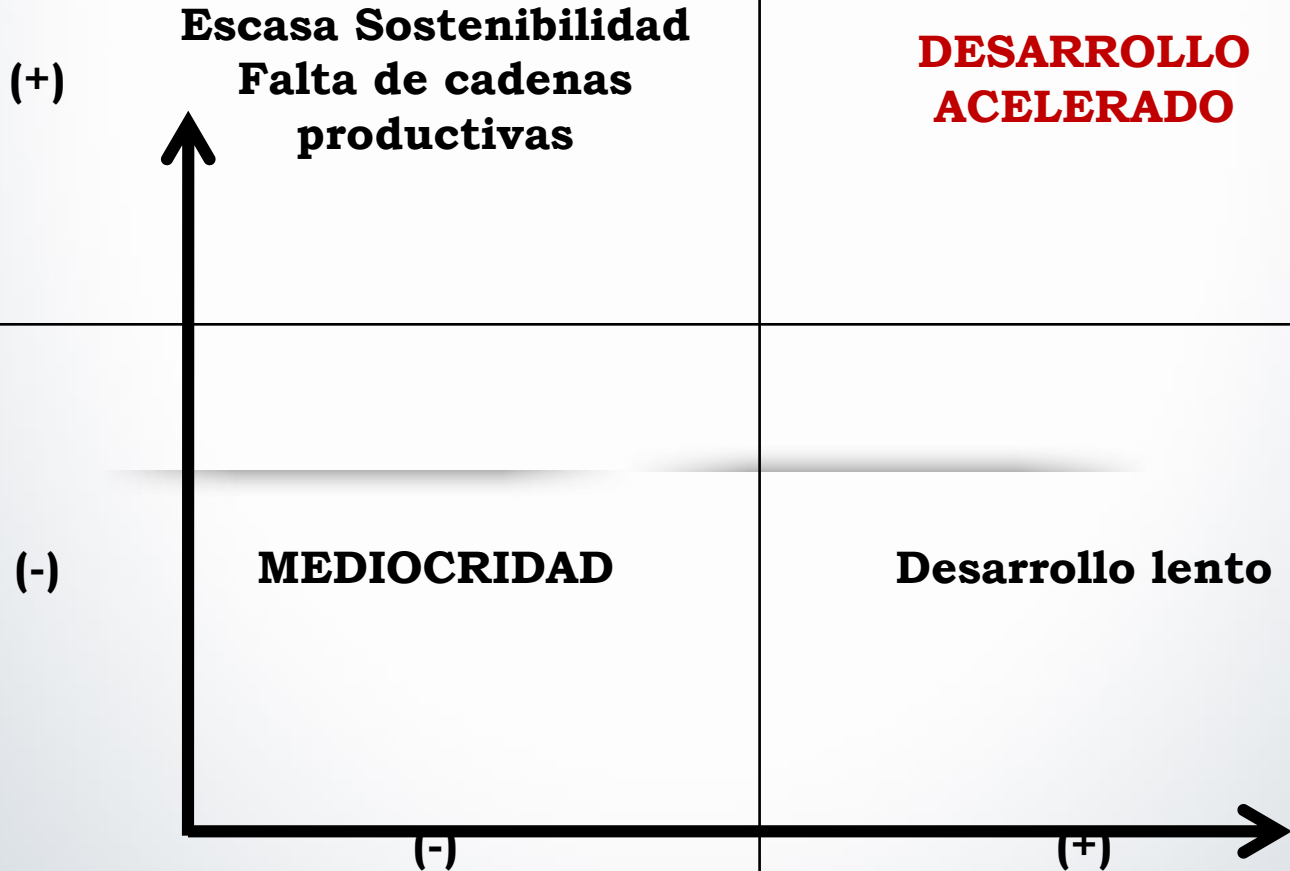 (+)
Escasa Sostenibilidad
Falta de cadenas
productivas
DESARROLLO
ACELERADO
(-)
MEDIOCRIDAD
Desarrollo lento
(-)
(+)